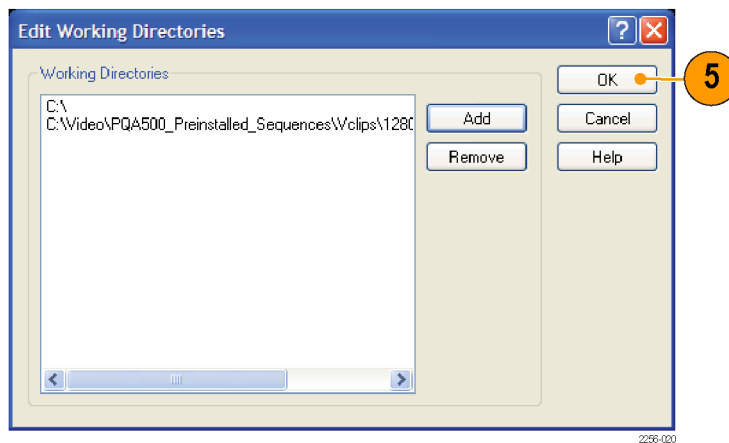 Edit Working Directories
Working Directories
C:\
C:\Video\PQA500_Preinstalled_Sequences\Vclips\1280
Add
Remove
OK
Cancel
Help
5
2256-020